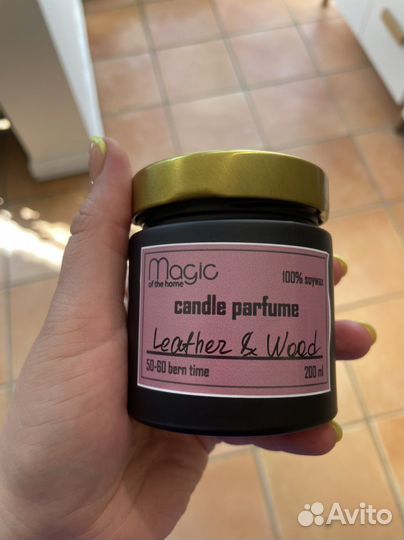 Magic
of the home
100% soywax
candle parfume
Leather & Wood
50-60 bern time
200 ml
Avito